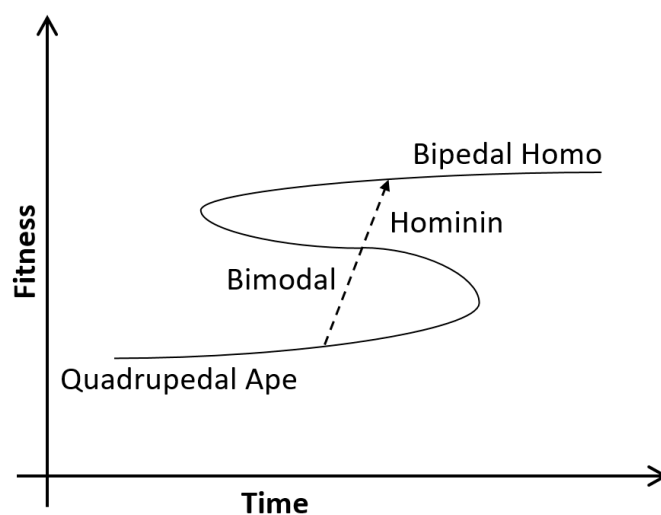 Fitness
Bipedal Homo
Hominin
Bimodal
Quadrupedal Ape
Time